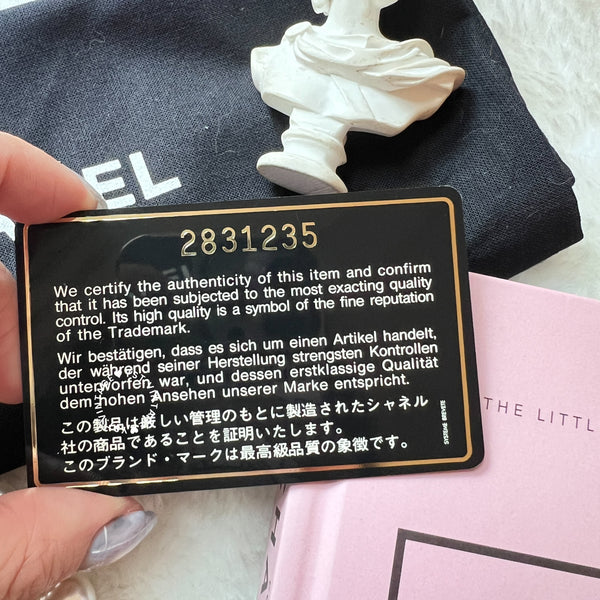 EL
2831235
We certify the authenticity of this item and confirm
that it has been subjected to the most exacting quality
control. Its high quality is a symbol of the fine reputation
of the Trademark.
Wir bestätigen, dass es sich um einen Artikel handelt,
der während seiner Herstellung strengsten Kontrollen
unterworfen war, und dessen erstklassige Qualität
dem hohen Ansehen unserer Marke entspricht.
この製品は厳しい管理のもとに製造されたシャネル
社の商品であることを証明いたします。
このブランド・マークは最高級品質の象徴です。
SYSTEME BREVETE
THE LITTL